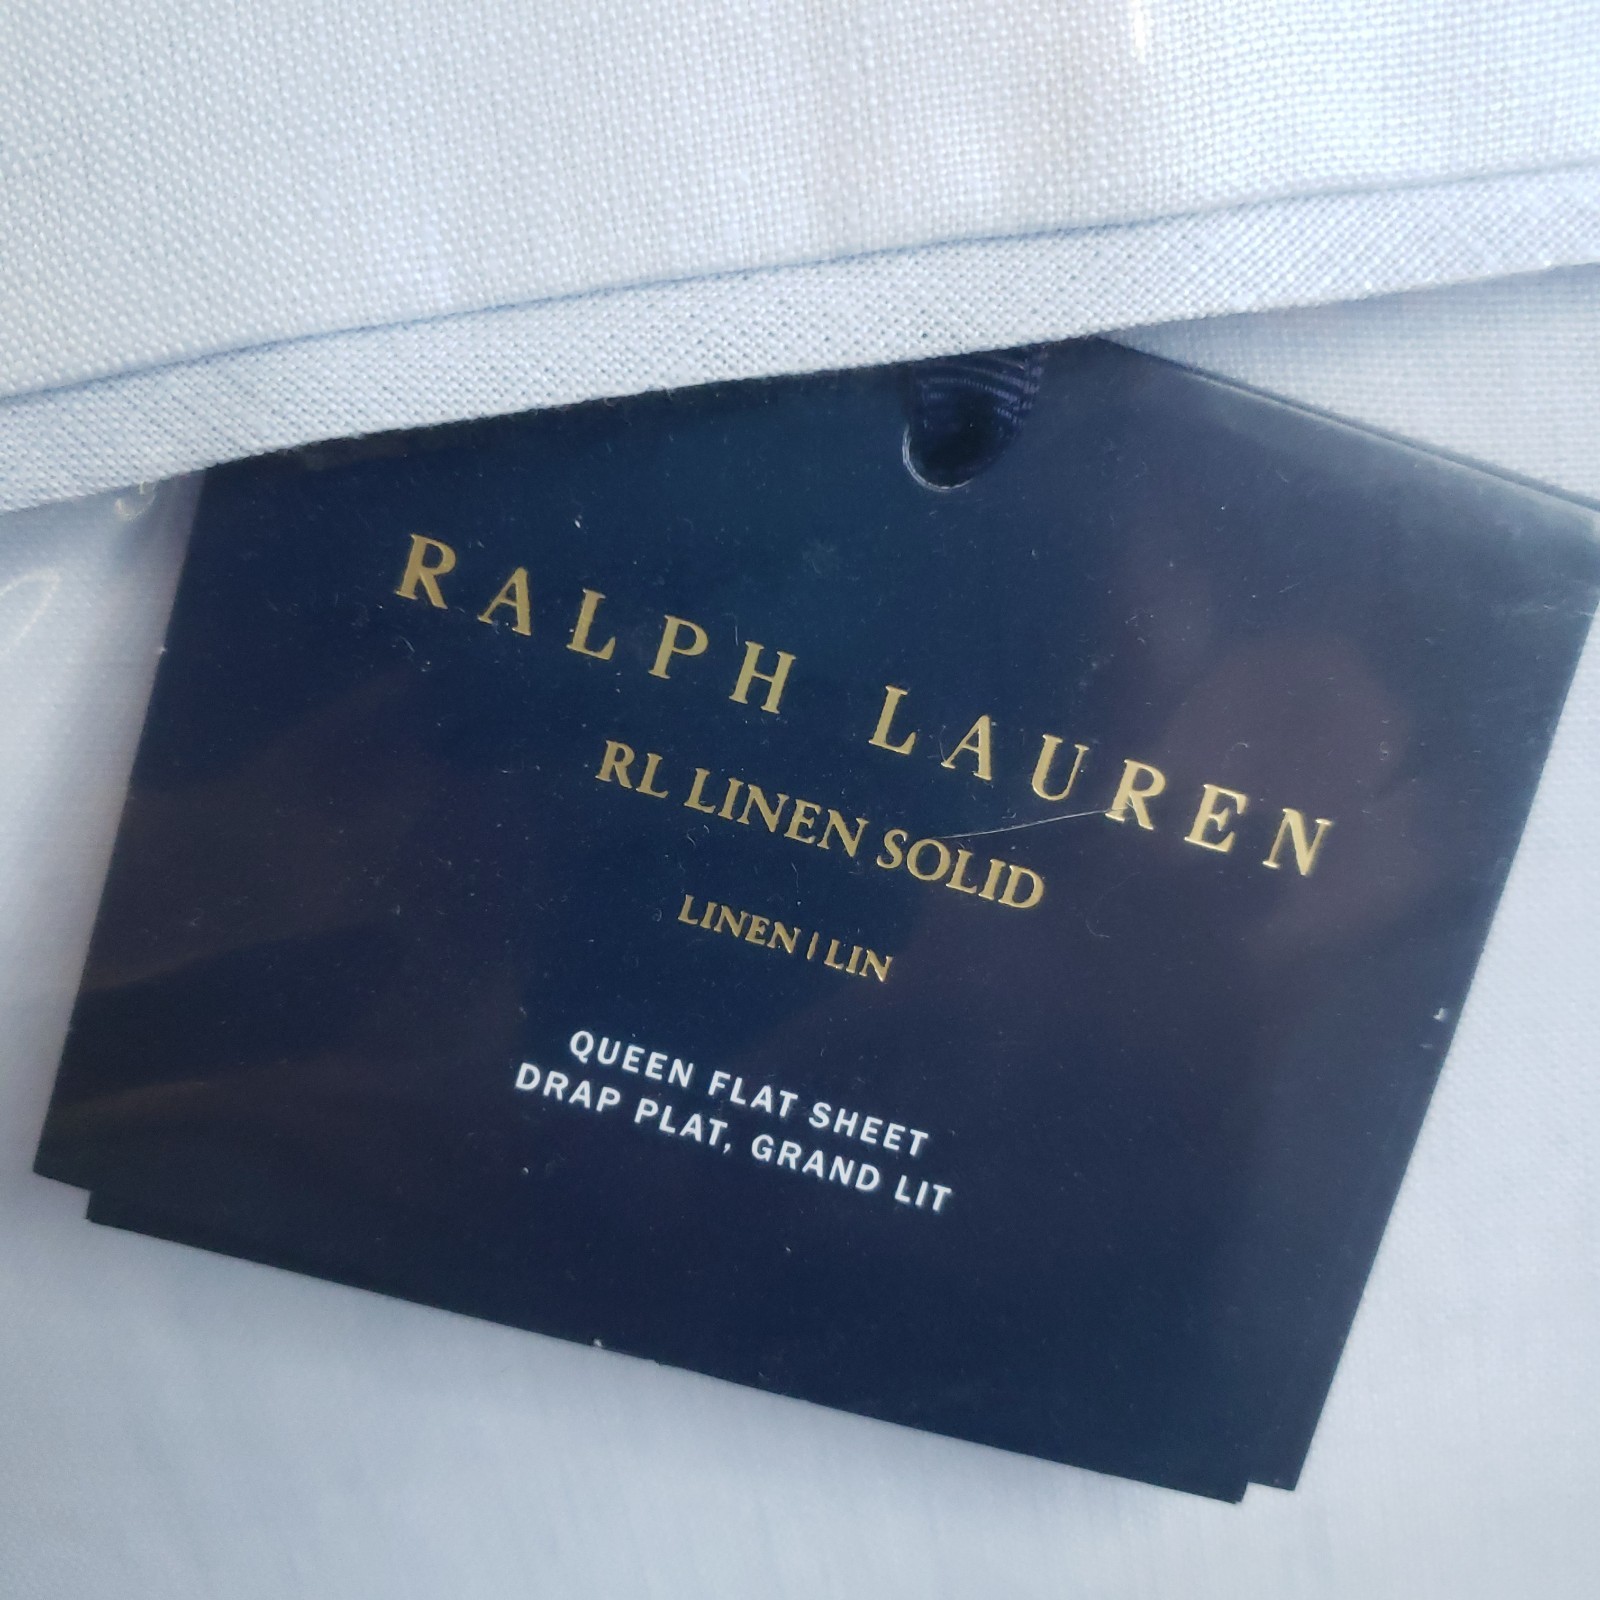 RALPH LAUREN
RL LINEN SOLID
LINEN | LIN
QUEEN FLAT SHEET
DRAP PLAT, GRAND LIT